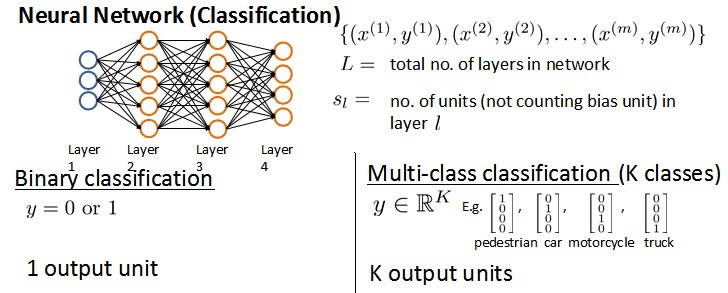 Neural Network (Classification)
{(x⁽¹⁾, y⁽¹⁾), (x⁽²⁾, y⁽²⁾), . . . , (x⁽ᵐ⁾, y⁽ᵐ⁾)}
L = total no. of layers in network
sₗ = no. of units (not counting bias unit) in
layer l
Layer 1 Layer 2 Layer 3 Layer 4
Binary classification
y = 0 or 1
1 output unit
Multi-class classification (K classes)
y ∈ ℝᴷ E.g. [1 0 0 0], [0 1 0 0], [0 0 1 0], [0 0 0 1]
pedestrian car motorcycle truck
K output units